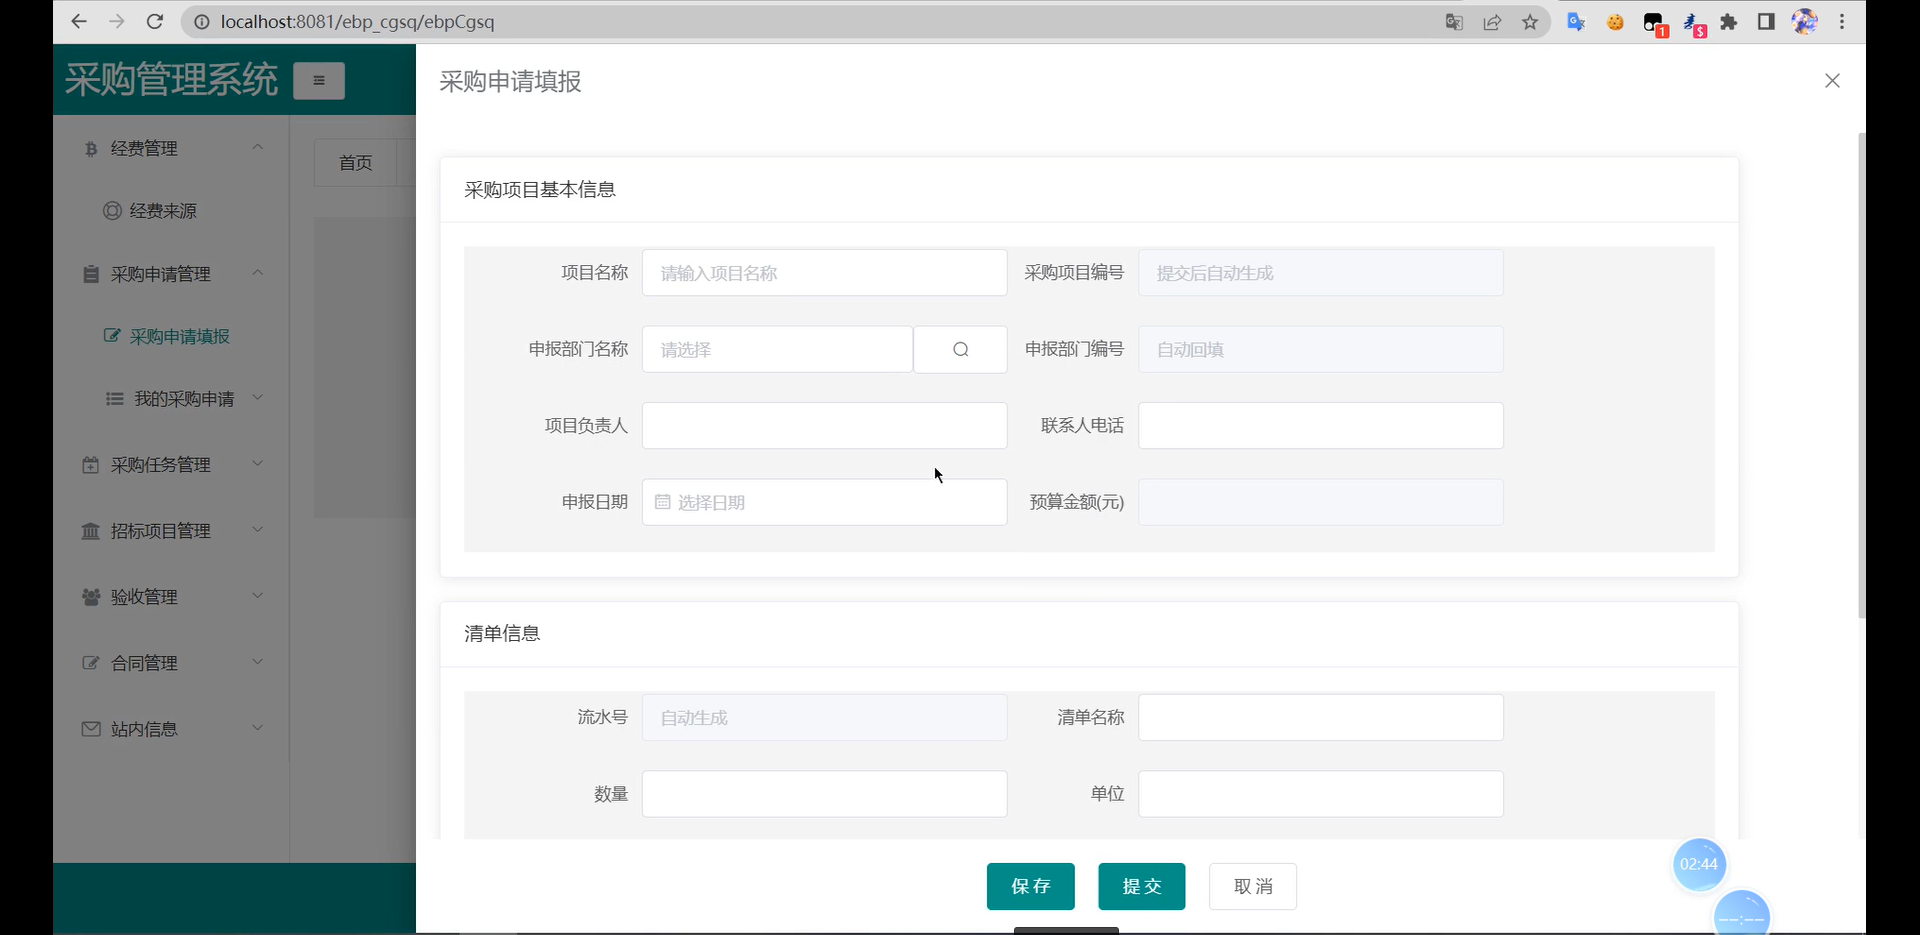 localhost:8081/ebp_cgsq/ebpCgsq
1
$
采购管理系统
采购申请填报
经费管理
首页
经费来源
采购申请管理
采购申请填报
我的采购申请
采购任务管理
招标项目管理
验收管理
合同管理
站内信息
采购项目基本信息
项目名称 请输入项目名称 采购项目编号 提交后自动生成
申报部门名称 请选择 申报部门编号 自动回填
项目负责人 联系人电话
申报日期 选择日期 预算金额(元)
清单信息
流水号 自动生成 清单名称
数量 单位
保存 提交 取消
02:44
--:--